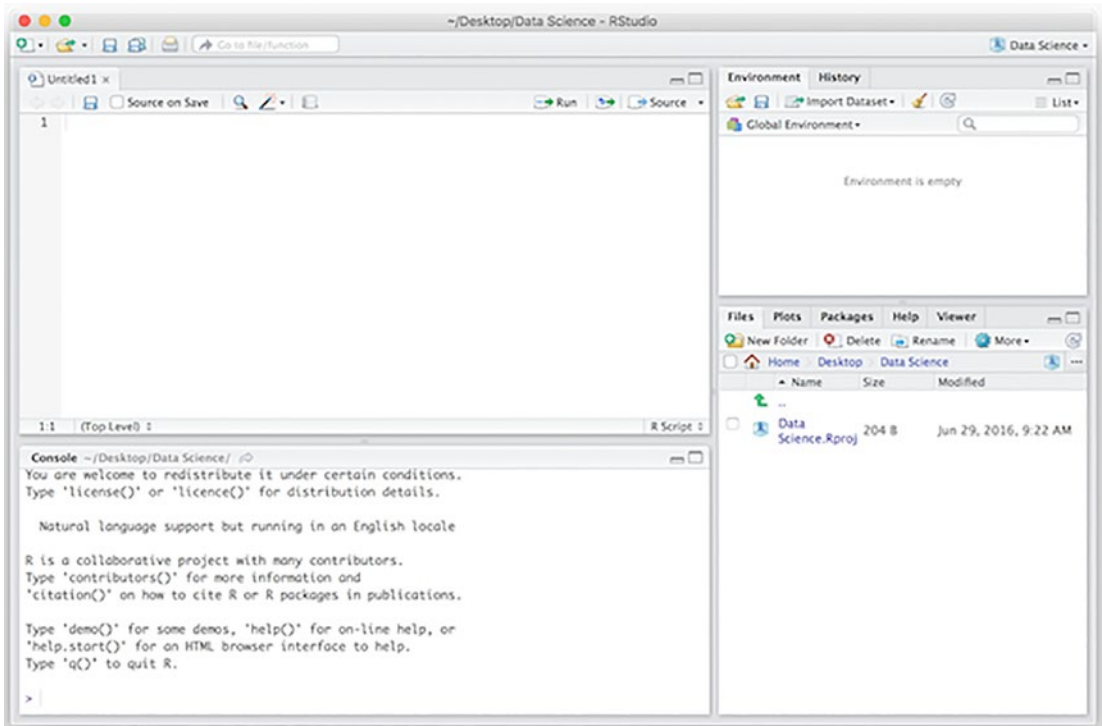 ~/Desktop/Data Science - RStudio
Go to file/function
Data Science
Untitled1
Source on Save
Run
Source
1
1:1 (Top Level)
R Script
Console ~/Desktop/Data Science/
You are welcome to redistribute it under certain conditions.
Type 'license()' or 'licence()' for distribution details.
Natural language support but running in an English locale
R is a collaborative project with many contributors.
Type 'contributors()' for more information and
'citation()' on how to cite R or R packages in publications.
Type 'demo()' for some demos, 'help()' for on-line help, or
'help.start()' for an HTML browser interface to help.
Type 'q()' to quit R.
>
Environment History
Import Dataset
List
Global Environment
Environment is empty
Files Plots Packages Help Viewer
New Folder Delete Rename More
Home Desktop Data Science
Name Size Modified
..
Data
Science.Rproj 204 B Jun 29, 2016, 9:22 AM